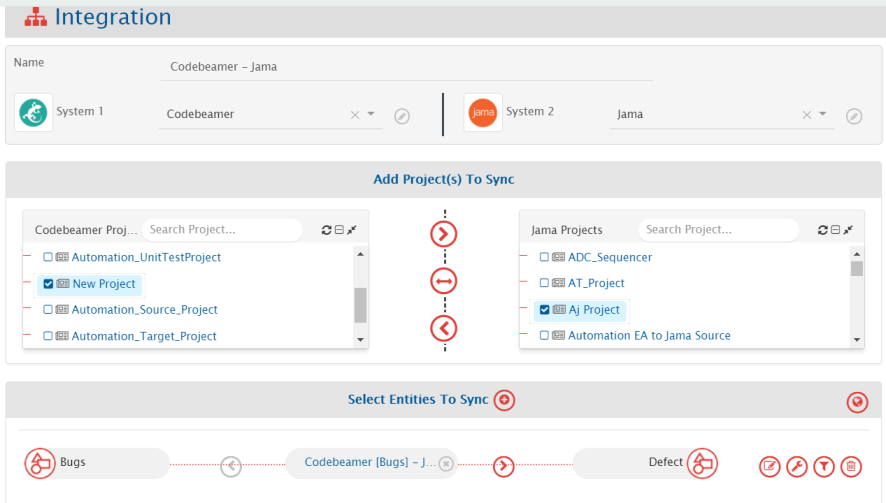 Integration
Name
Codebeamer – Jama
System 1
Codebeamer
jama
System 2
Jama
Add Project(s) To Sync
Codebeamer Proj... Search Project...
Automation_UnitTestProject
New Project
Automation_Source_Project
Automation_Target_Project
Jama Projects Search Project...
ADC_Sequencer
AT_Project
Aj Project
Automation EA to Jama Source
Select Entities To Sync
Bugs
Codebeamer [Bugs] – J...
Defect